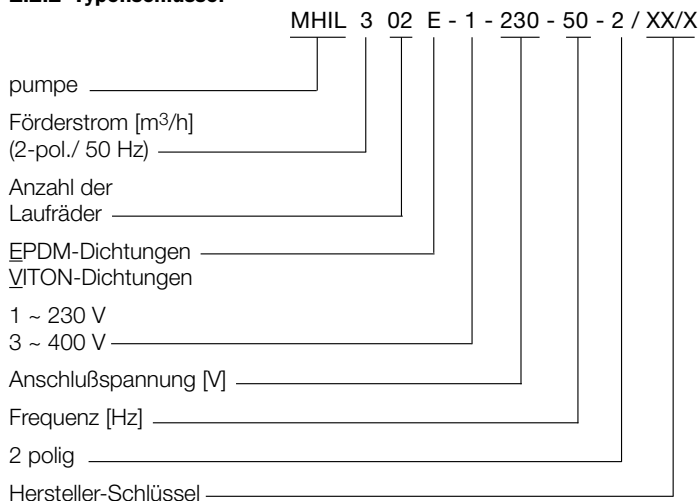 2.2.2 Typenschlüssel
MHIL 3 02 E - 1 - 230 - 50 - 2 / XX/X
pumpe
Förderstrom [m³/h]
(2-pol./ 50 Hz)
Anzahl der
Laufräder
EPDM-Dichtungen
VITON-Dichtungen
1 ~ 230 V
3 ~ 400 V
Anschlußspannung [V]
Frequenz [Hz]
2 polig
Hersteller-Schlüssel